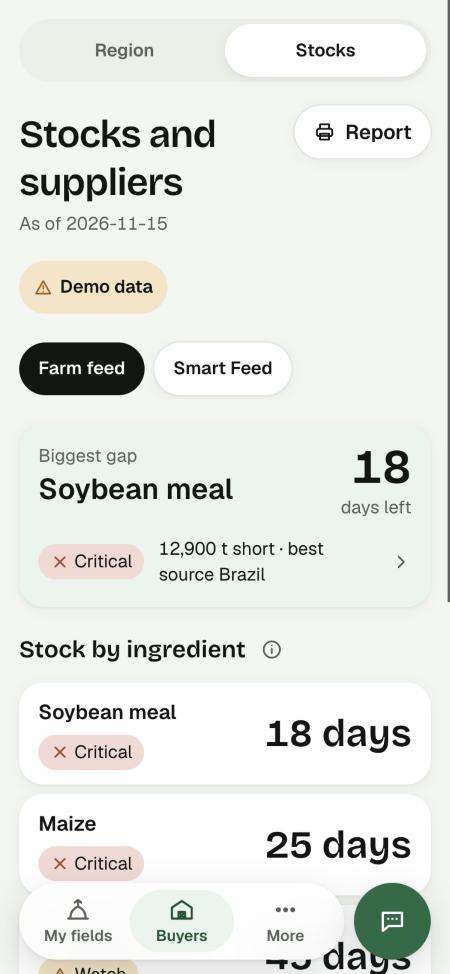 Region
Stocks
Stocks and
suppliers
Report
As of 2026-11-15
Demo data
Farm feed
Smart Feed
Biggest gap
Soybean meal
18
days left
Critical
12,900 t short · best
source Brazil
Stock by ingredient
Soybean meal
Critical
18 days
Maize
Critical
25 days
My fields
Buyers
More
Watch
days